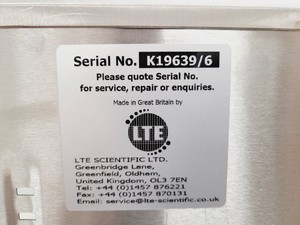 Serial No. K19639/6
Please quote Serial No.
for service, repair or enquiries.
Made in Great Britain by
LTE
LTE SCIENTIFIC LTD.
Greenbridge Lane,
Greenfield, Oldham,
United Kingdom, OL3 7EN
Tel: +44 (0)1457 876221
Fax: +44 (0)1457 870131
Email: service@lte-scientific.co.uk